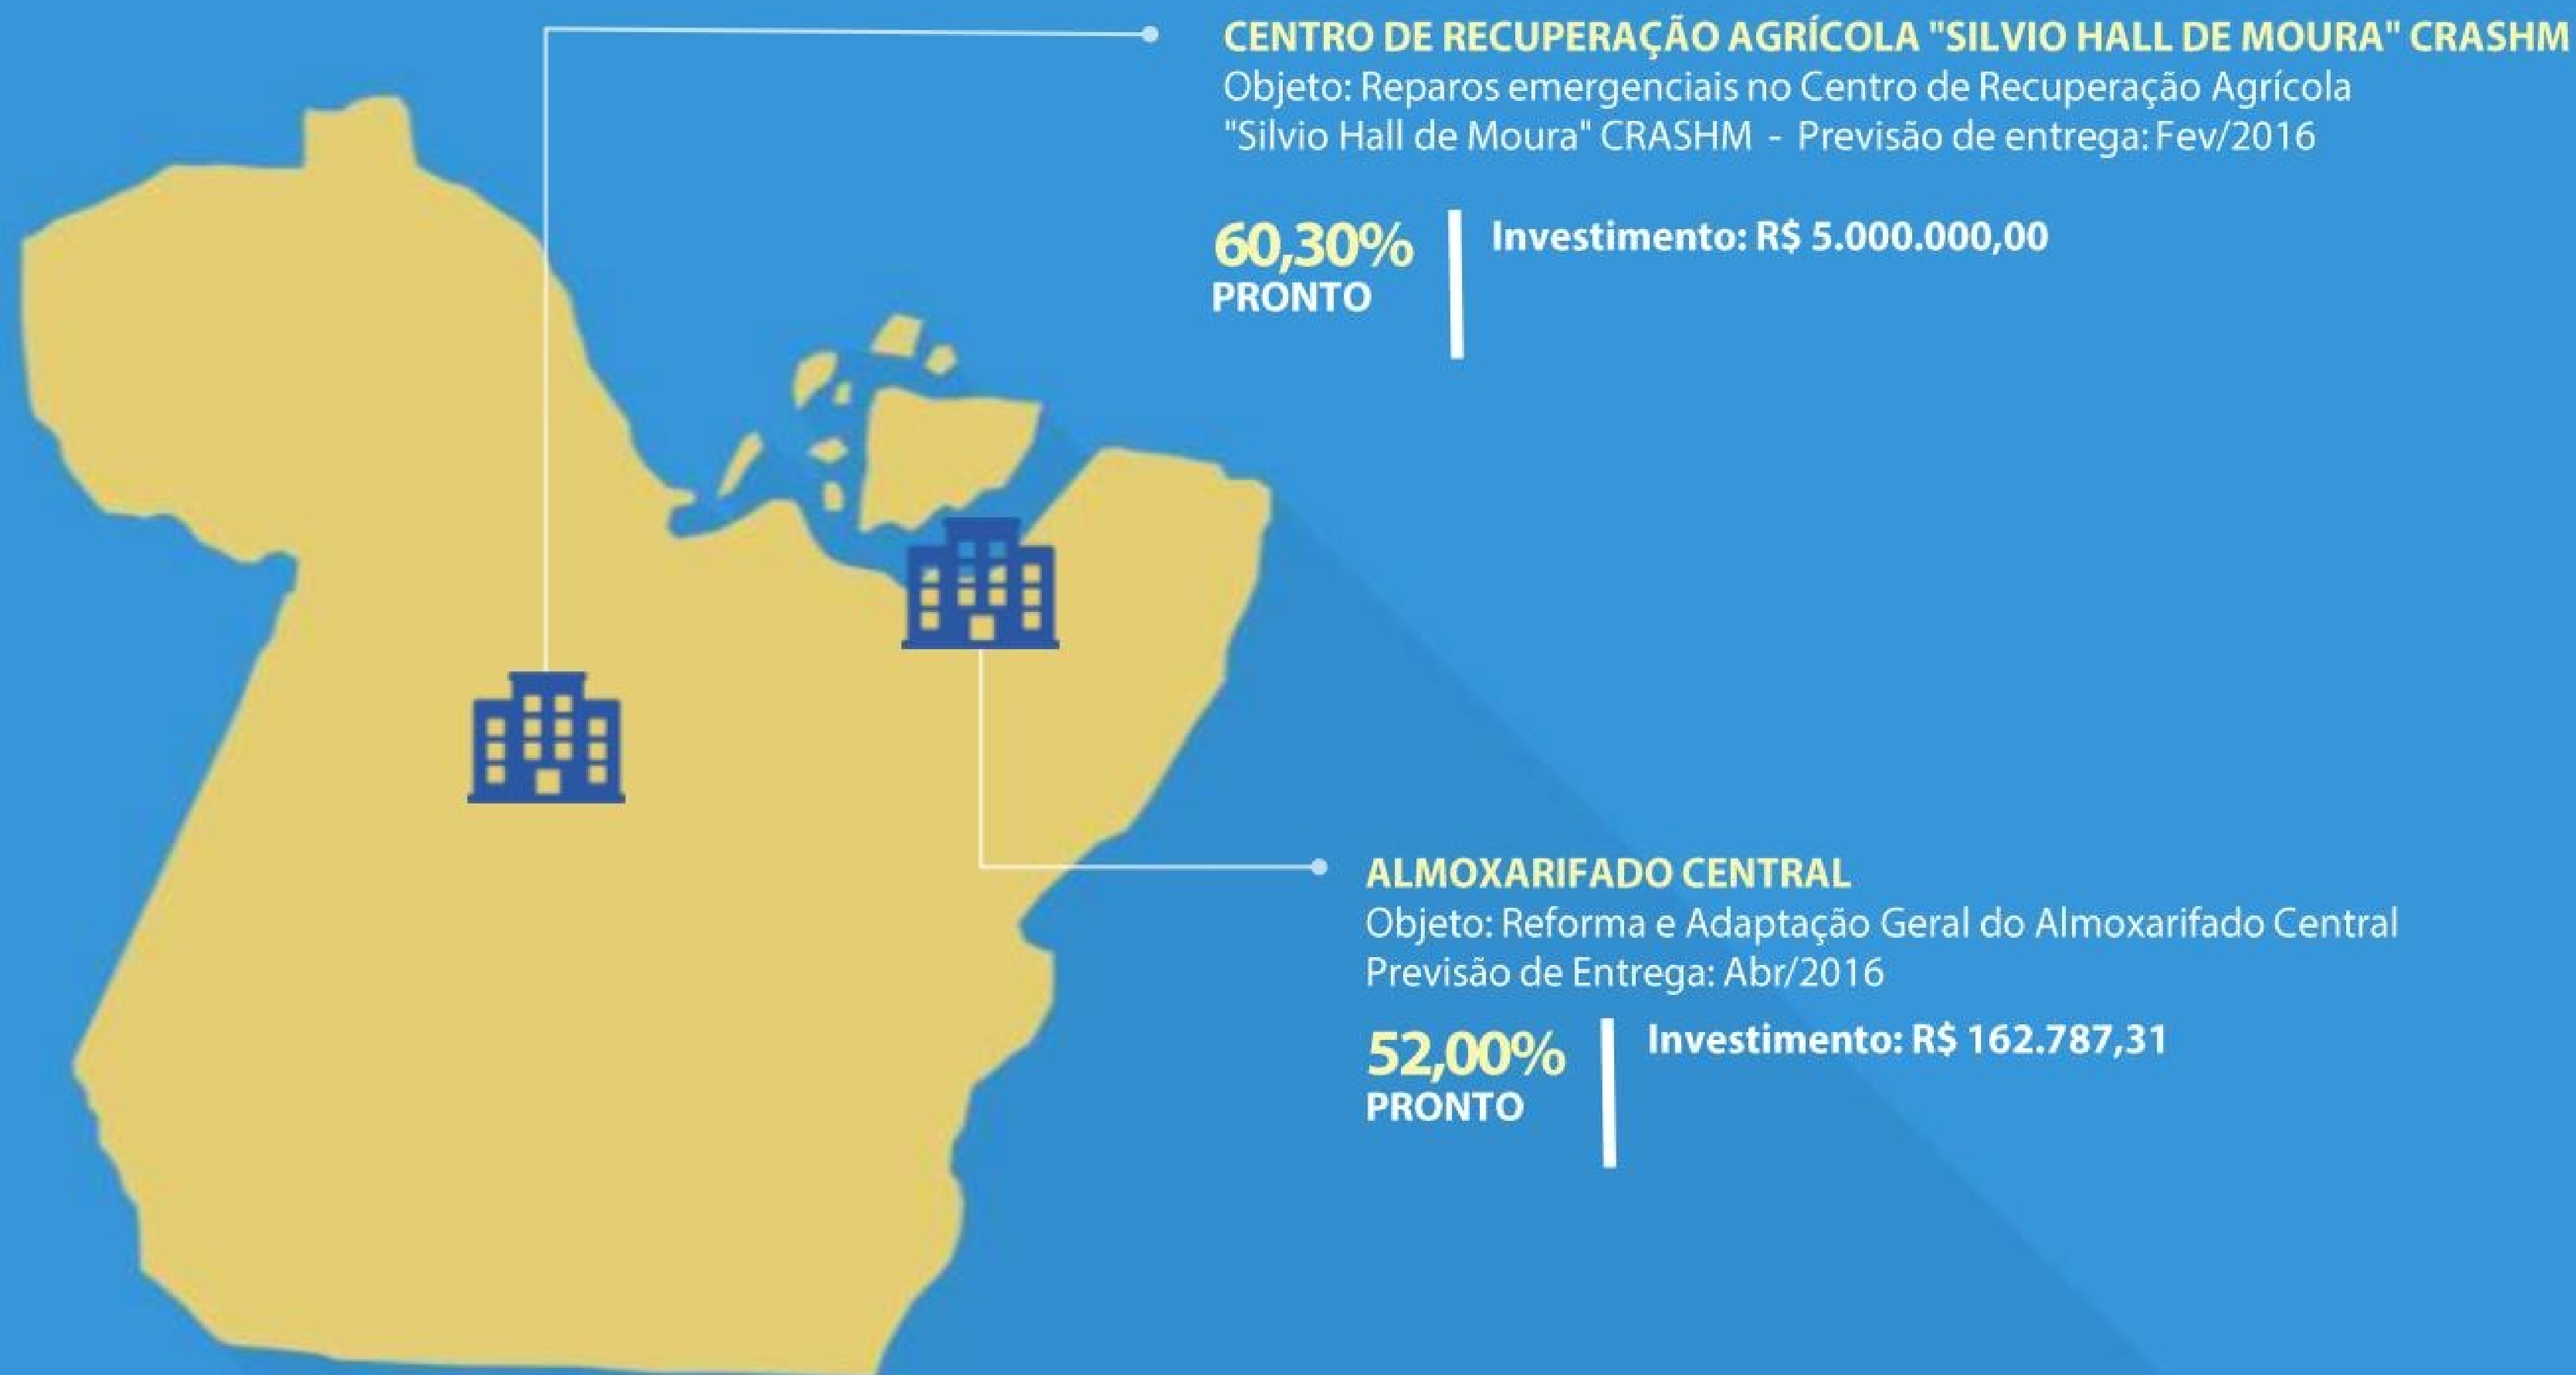 CENTRO DE RECUPERAÇÃO AGRÍCOLA "SILVIO HALL DE MOURA" CRASHM
Objeto: Reparos emergenciais no Centro de Recuperação Agrícola
"Silvio Hall de Moura" CRASHM - Previsão de entrega: Fev/2016
60,30%
PRONTO
Investimento: R$ 5.000.000,00
ALMOXARIFADO CENTRAL
Objeto: Reforma e Adaptação Geral do Almoxarifado Central
Previsão de Entrega: Abr/2016
52,00%
PRONTO
Investimento: R$ 162.787,31